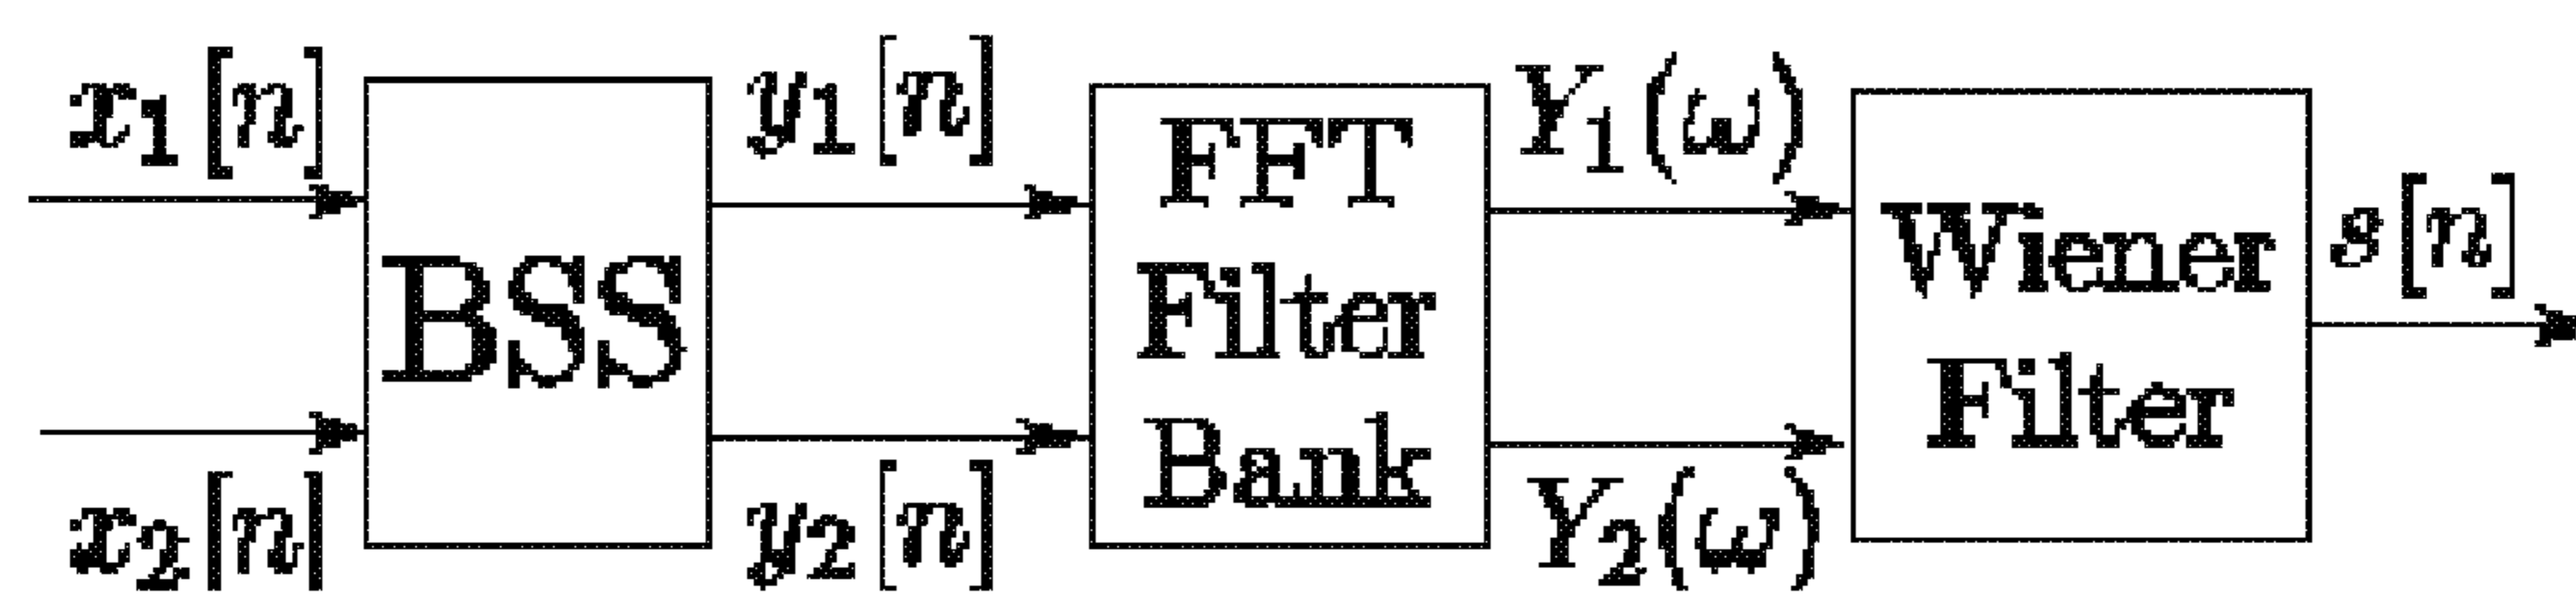 x₁[n]
BSS
x₂[n]
y₁[n]
y₂[n]
FFT
Filter
Bank
Y₁(ω)
Y₂(ω)
Wiener
Filter
s[n]